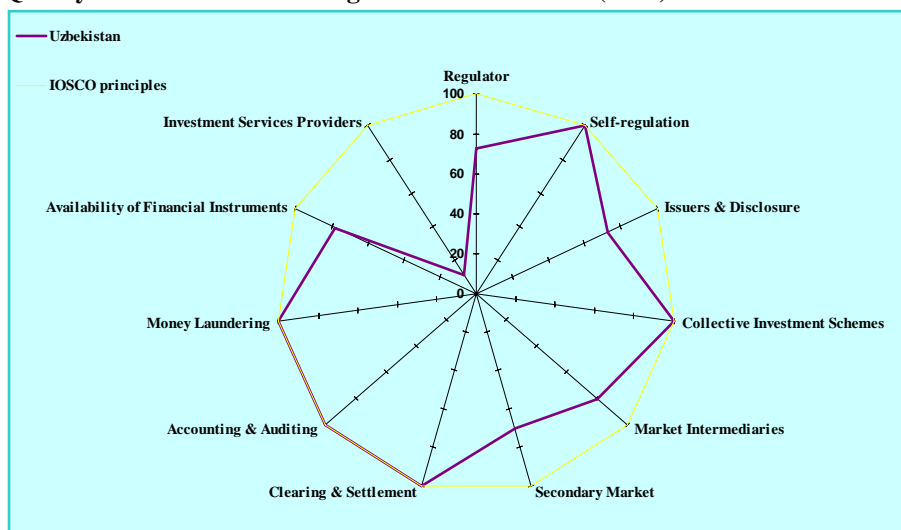 Uzbekistan
IOSCO principles
Regulator
100
Investment Services Providers
Self-regulation
80
60
Availability of Financial Instruments
Issuers & Disclosure
40
20
0
Money Laundering
Collective Investment Schemes
Accounting & Auditing
Market Intermediaries
Clearing & Settlement
Secondary Market